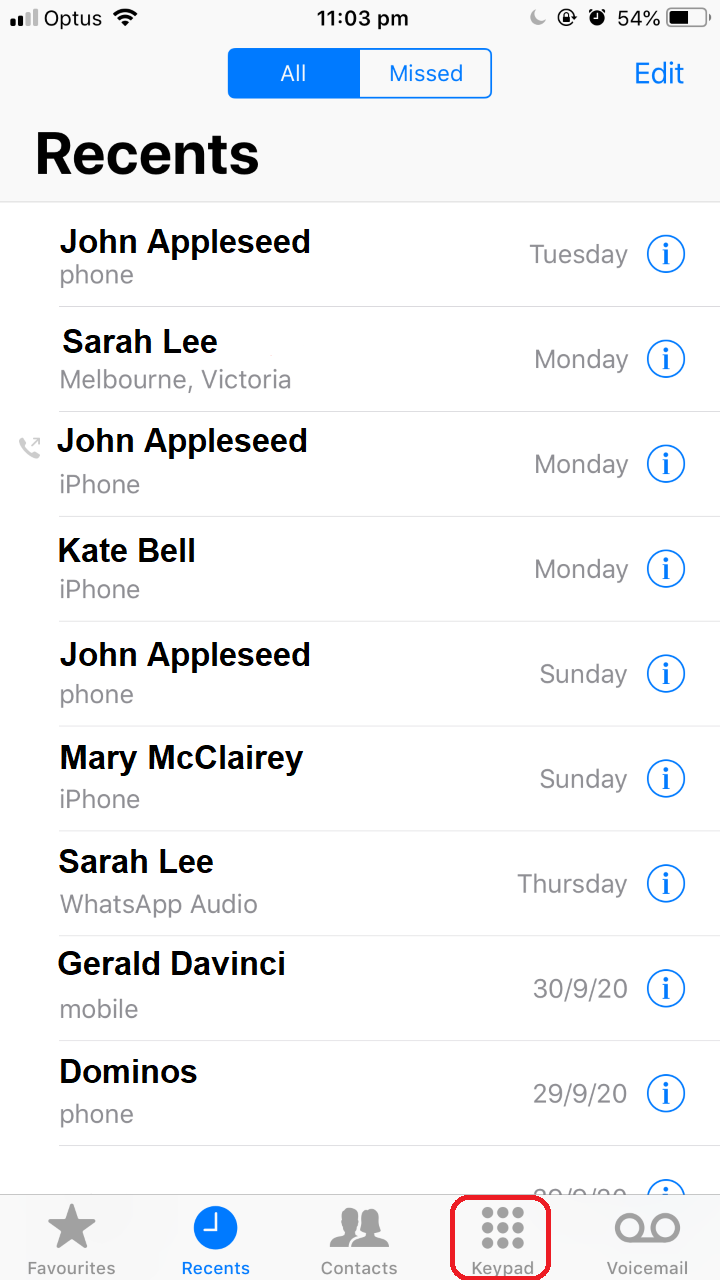 Optus 11:03 pm 54%
All Missed Edit
Recents
John Appleseed
phone
Tuesday
Sarah Lee
Melbourne, Victoria
Monday
John Appleseed
iPhone
Monday
Kate Bell
iPhone
Monday
John Appleseed
phone
Sunday
Mary McClairey
iPhone
Sunday
Sarah Lee
WhatsApp Audio
Thursday
Gerald Davinci
mobile
30/9/20
Dominos
phone
29/9/20
Favourites Recents Contacts Keypad Voicemail